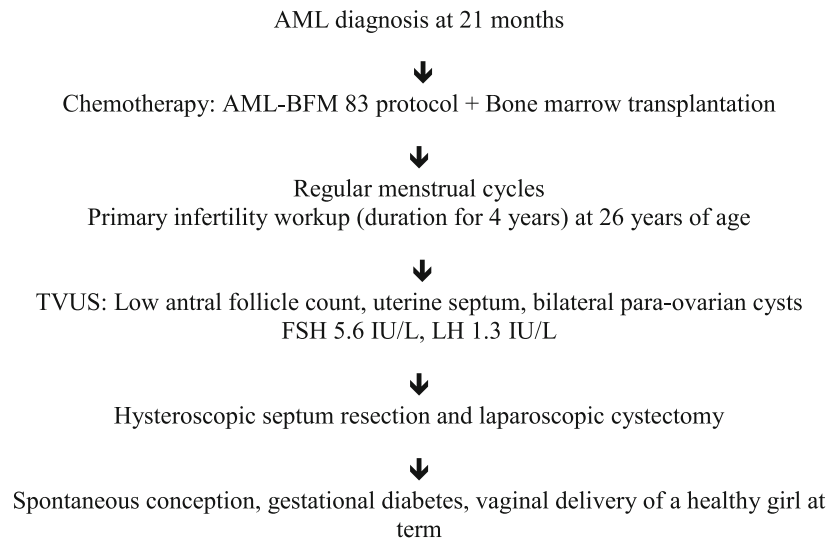 AML diagnosis at 21 months
Chemotherapy: AML-BFM 83 protocol + Bone marrow transplantation
Regular menstrual cycles
Primary infertility workup (duration for 4 years) at 26 years of age
TVUS: Low antral follicle count, uterine septum, bilateral para-ovarian cysts
FSH 5.6 IU/L, LH 1.3 IU/L
Hysteroscopic septum resection and laparoscopic cystectomy
Spontaneous conception, gestational diabetes, vaginal delivery of a healthy girl at
term